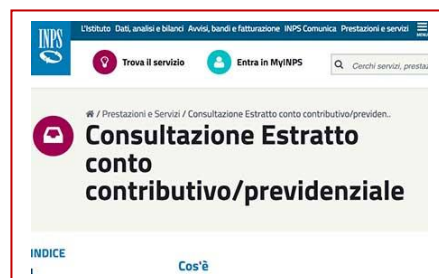 INPS
L'Istituto Dati, analisi e bilanci Avvisi, bandi e fatturazione INPS Comunica Prestazioni e servizi MENU
Trova il servizio Entra in MyINPS Cerchi servizi, prestaz
/ Prestazioni e Servizi / Consultazione Estratto conto contributivo/previden..
Consultazione Estratto
conto
contributivo/previdenziale
INDICE
Cos'è